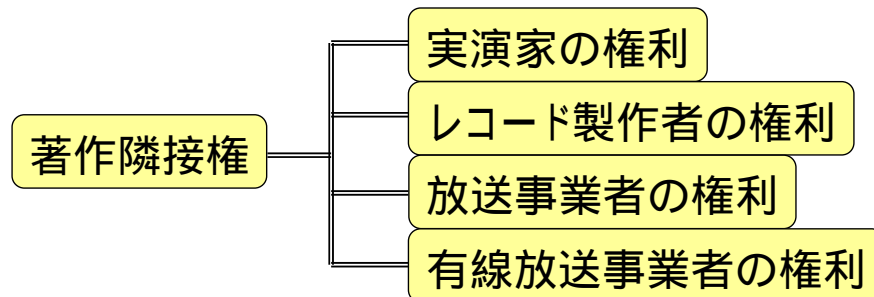 著作隣接権
実演家の権利
レコード製作者の権利
放送事業者の権利
有線放送事業者の権利